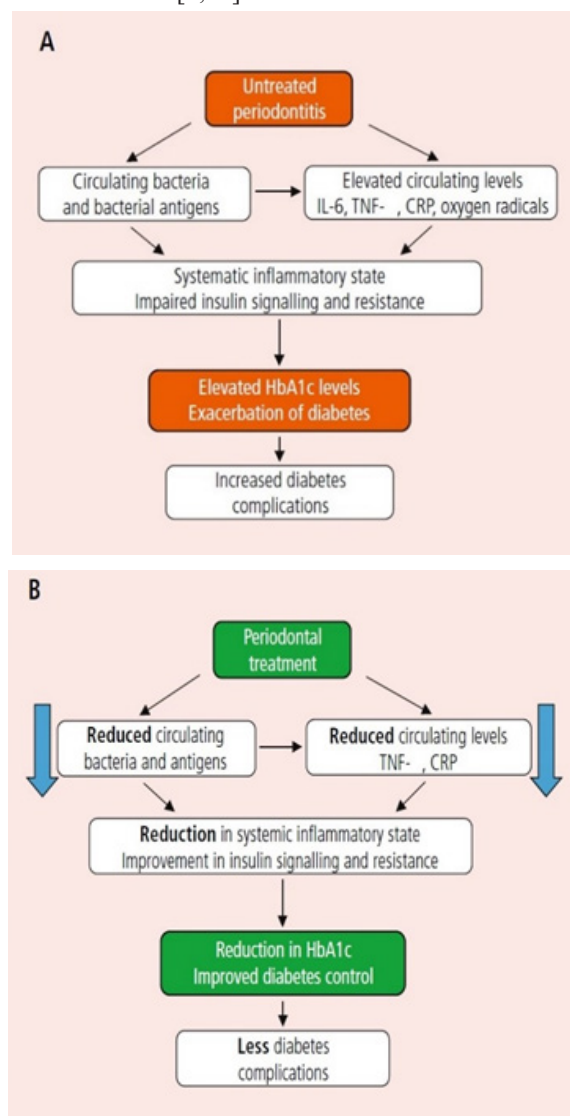 A
Untreated
periodontitis
Circulating bacteria
and bacterial antigens
Elevated circulating levels
IL-6, TNF- , CRP, oxygen radicals
Systematic inflammatory state
Impaired insulin signalling and resistance
Elevated HbA1c levels
Exacerbation of diabetes
Increased diabetes
complications
B
Periodontal
treatment
Reduced circulating
bacteria and antigens
Reduced circulating levels
TNF- , CRP
Reduction in systemic inflammatory state
Improvement in insulin signalling and resistance
Reduction in HbA1c
Improved diabetes control
Less diabetes
complications